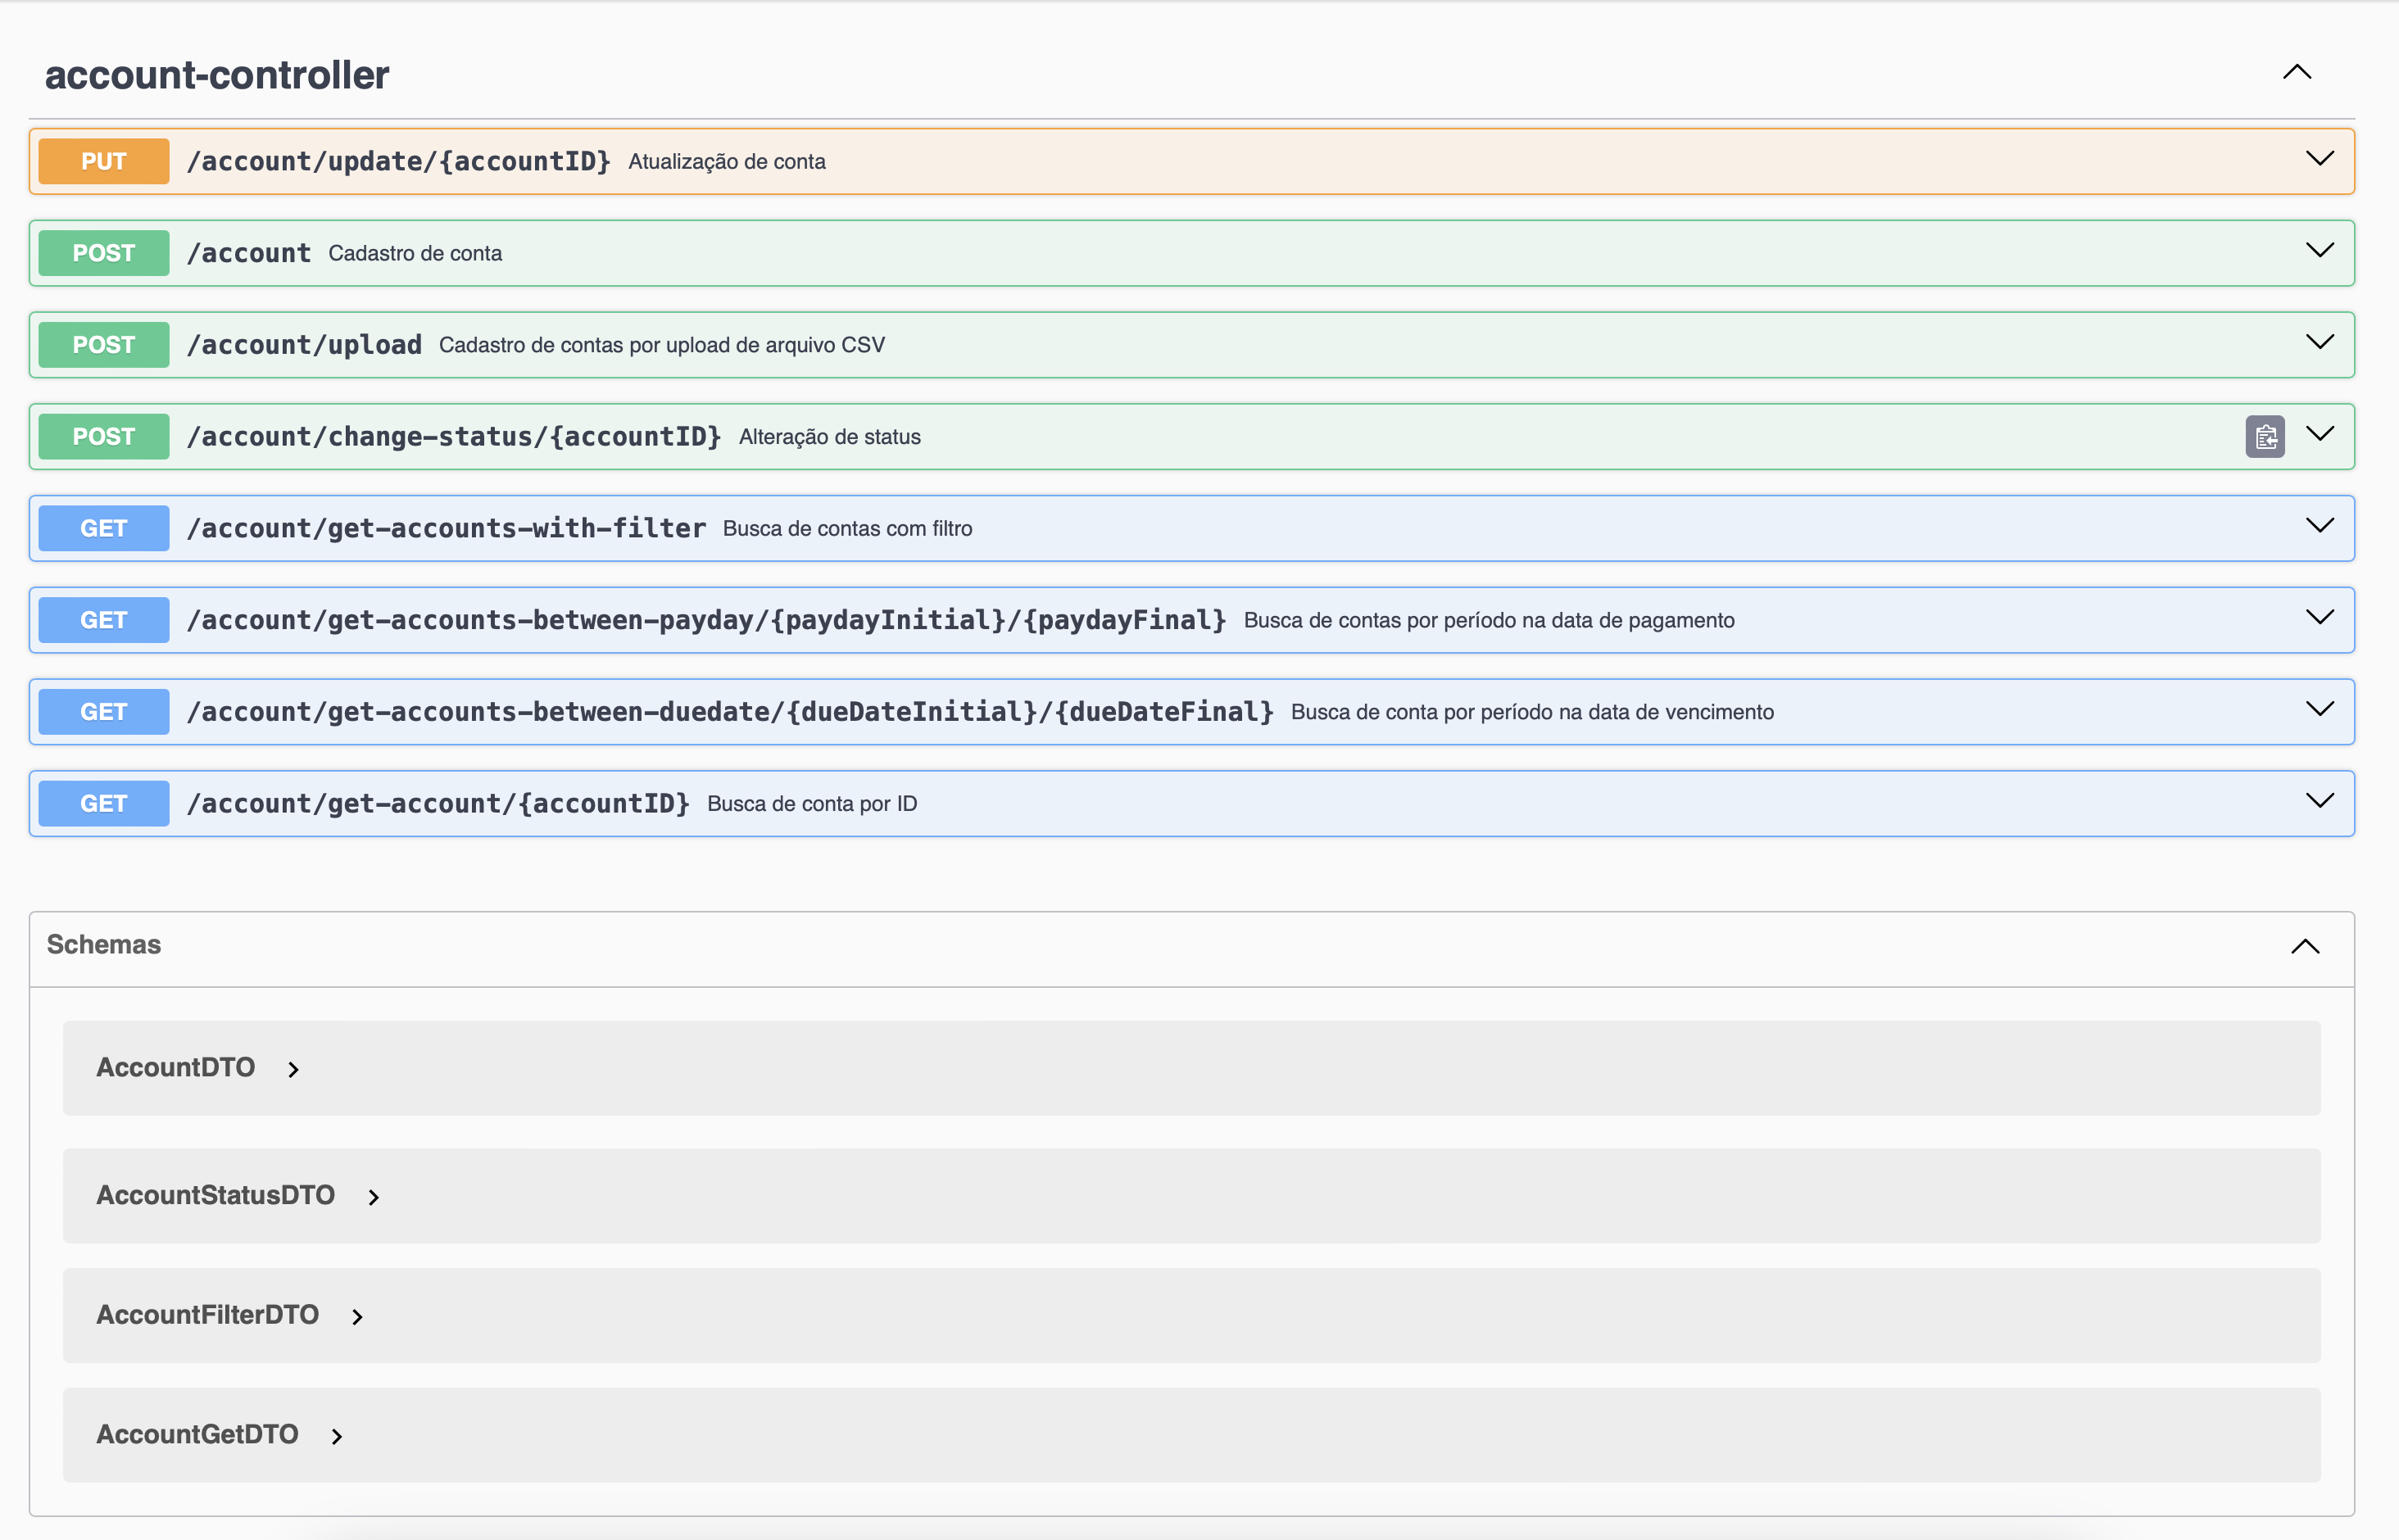 account-controller
PUT /account/update/{accountID} Atualização de conta
POST /account Cadastro de conta
POST /account/upload Cadastro de contas por upload de arquivo CSV
POST /account/change-status/{accountID} Alteração de status
GET /account/get-accounts-with-filter Busca de contas com filtro
GET /account/get-accounts-between-payday/{paydayInitial}/{paydayFinal} Busca de contas por período na data de pagamento
GET /account/get-accounts-between-duedate/{dueDateInitial}/{dueDateFinal} Busca de conta por período na data de vencimento
GET /account/get-account/{accountID} Busca de conta por ID
Schemas
AccountDTO
AccountStatusDTO
AccountFilterDTO
AccountGetDTO